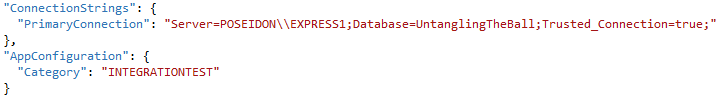 "ConnectionStrings": {
"PrimaryConnection": "Server=POSEIDON\\EXPRESS1;Database=UntanglingTheBall;Trusted_Connection=true;"
},
"AppConfiguration": {
"Category": "INTEGRATIONTEST"
}